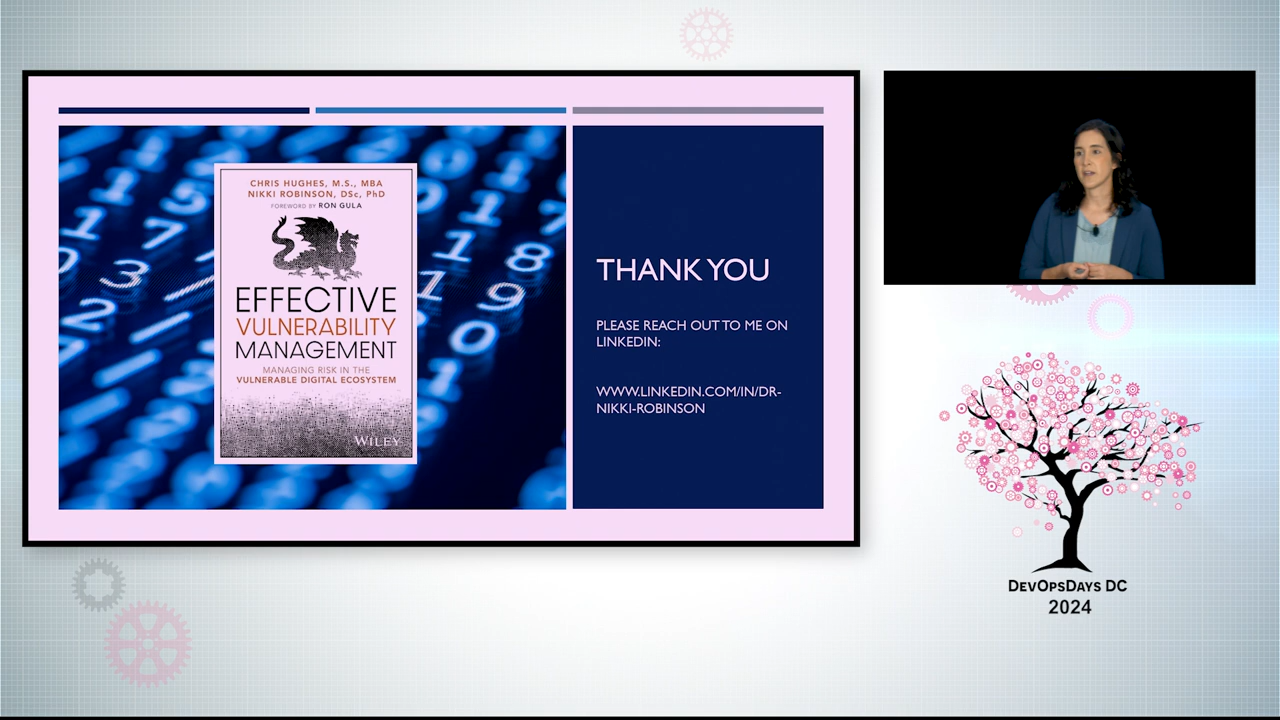 CHRIS HUGHES, M.S., MBA
NIKKI ROBINSON, DSc, PhD
FOREWORD BY RON GULA
EFFECTIVE
VULNERABILITY
MANAGEMENT
MANAGING RISK IN THE
VULNERABLE DIGITAL ECOSYSTEM
WILEY
THANK YOU
PLEASE REACH OUT TO ME ON
LINKEDIN:
WWW.LINKEDIN.COM/IN/DR-
NIKKI-ROBINSON
DEVOPSDAYS DC
2024